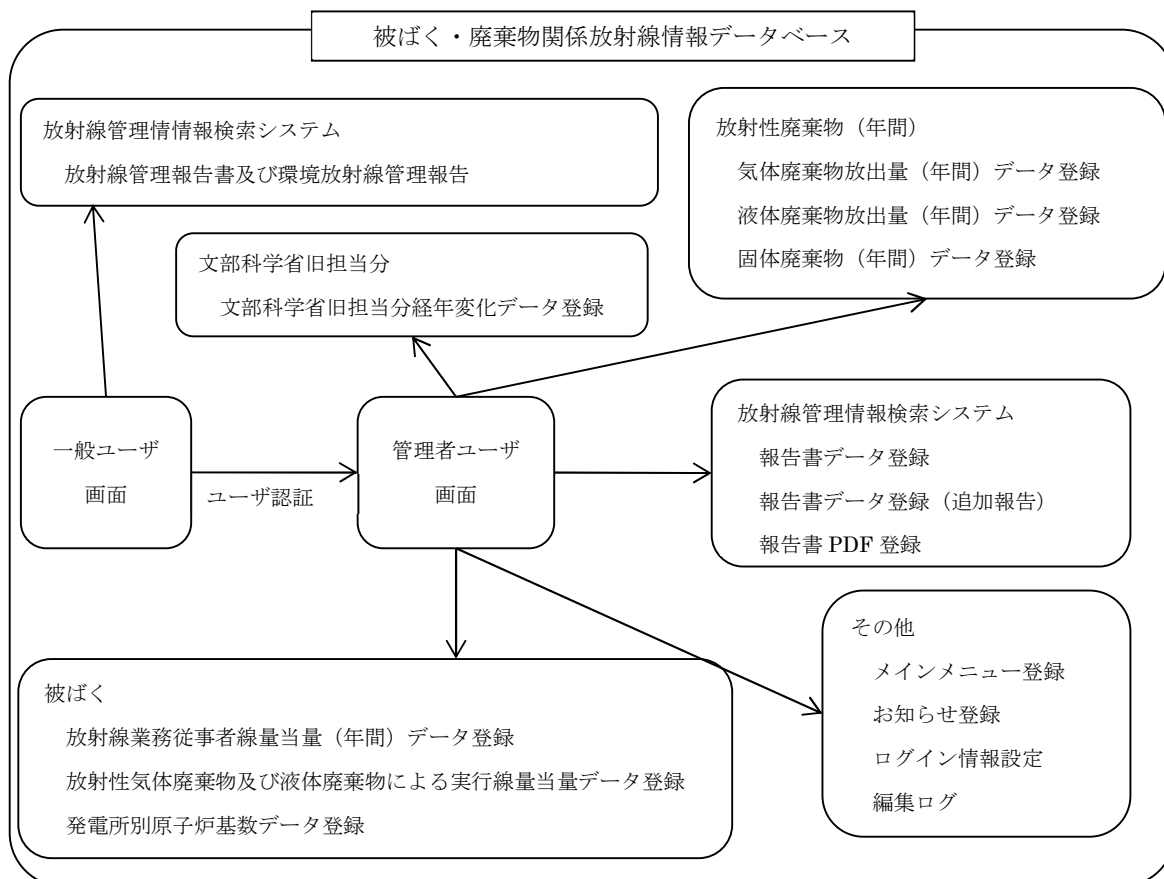 被ばく・廃棄物関係放射線情報データベース
放射線管理情情報検索システム
放射線管理報告書及び環境放射線管理報告
放射性廃棄物（年間）
気体廃棄物放出量（年間）データ登録
液体廃棄物放出量（年間）データ登録
固体廃棄物（年間）データ登録
文部科学省旧担当分
文部科学省旧担当分経年変化データ登録
一般ユーザ
画面
ユーザ認証
管理者ユーザ
画面
放射線管理情報検索システム
報告書データ登録
報告書データ登録（追加報告）
報告書 PDF 登録
被ばく
放射線業務従事者線量当量（年間）データ登録
放射性気体廃棄物及び液体廃棄物による実行線量当量データ登録
発電所別原子炉基数データ登録
その他
メインメニュー登録
お知らせ登録
ログイン情報設定
編集ログ